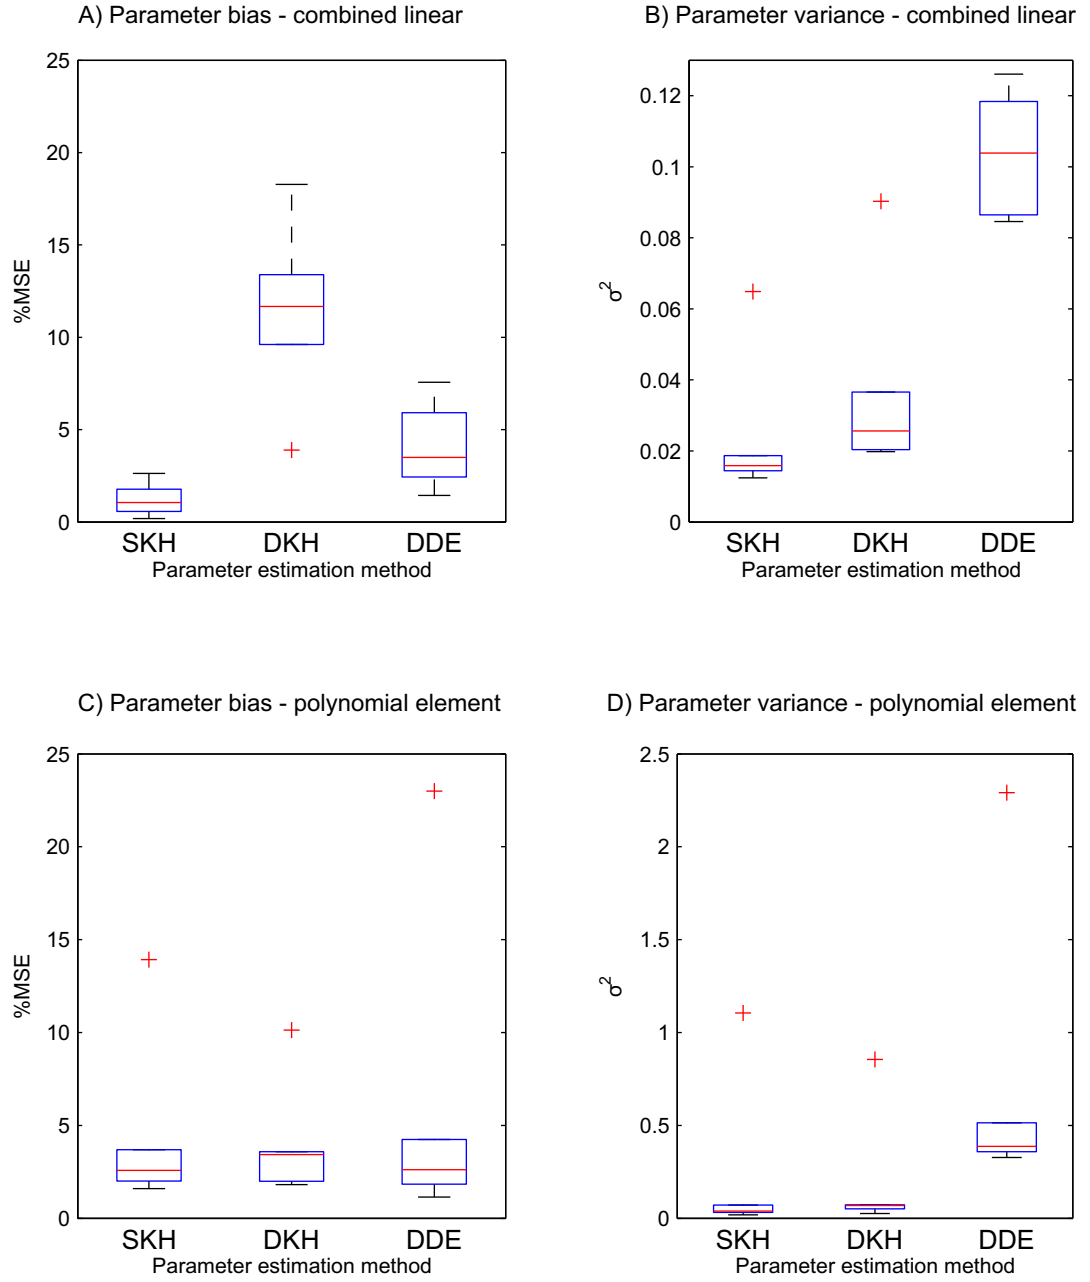 A) Parameter bias - combined linear
25
20
15
10
5
0
%MSE
SKH DKH DDE
Parameter estimation method
B) Parameter variance - combined linear
0.12
0.1
0.08
0.06
0.04
0.02
0
σ²
SKH DKH DDE
Parameter estimation method
C) Parameter bias - polynomial element
25
20
15
10
5
0
%MSE
SKH DKH DDE
Parameter estimation method
D) Parameter variance - polynomial element
2.5
2
1.5
1
0.5
0
σ²
SKH DKH DDE
Parameter estimation method